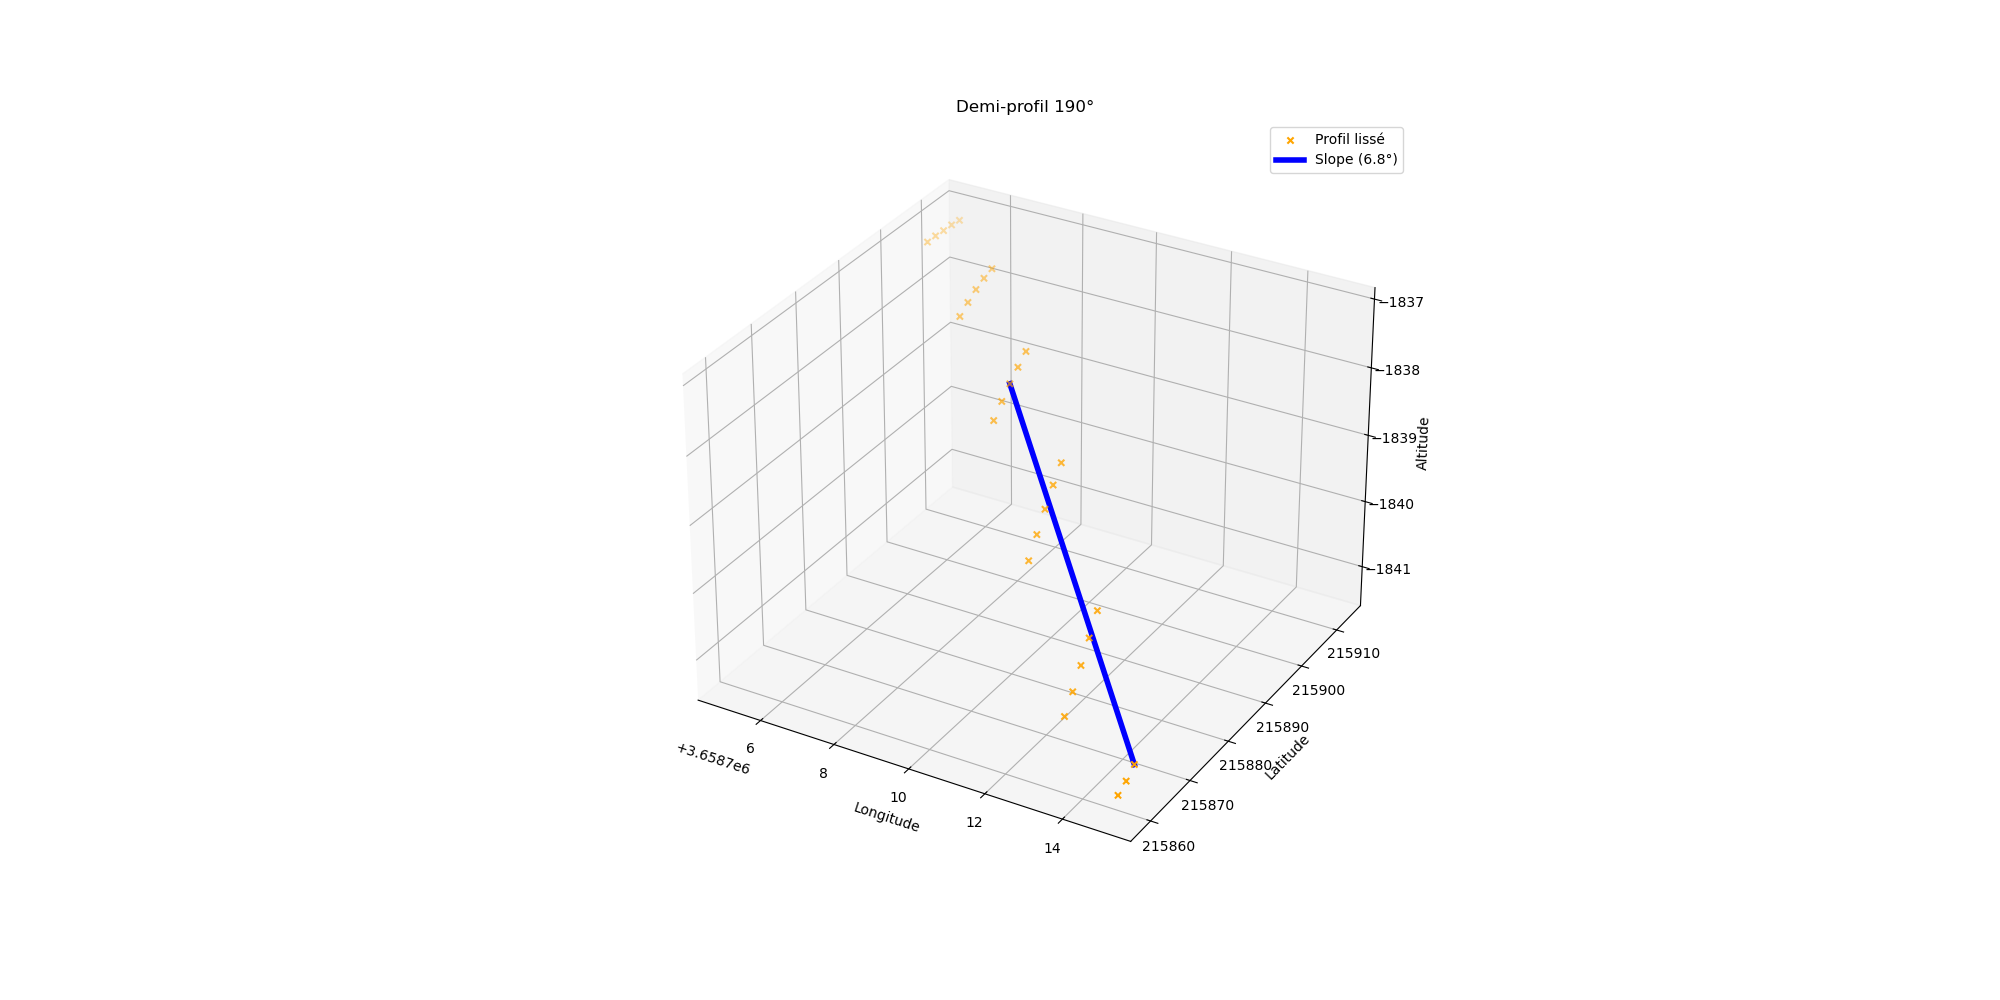 Demi-profil 190°
Profil lissé
Slope (6.8°)
−1837
−1838
−1839
−1840
−1841
Altitude
215910
215900
215890
215880
215870
215860
Latitude
6
8
10
12
14
+3.6587e6
Longitude